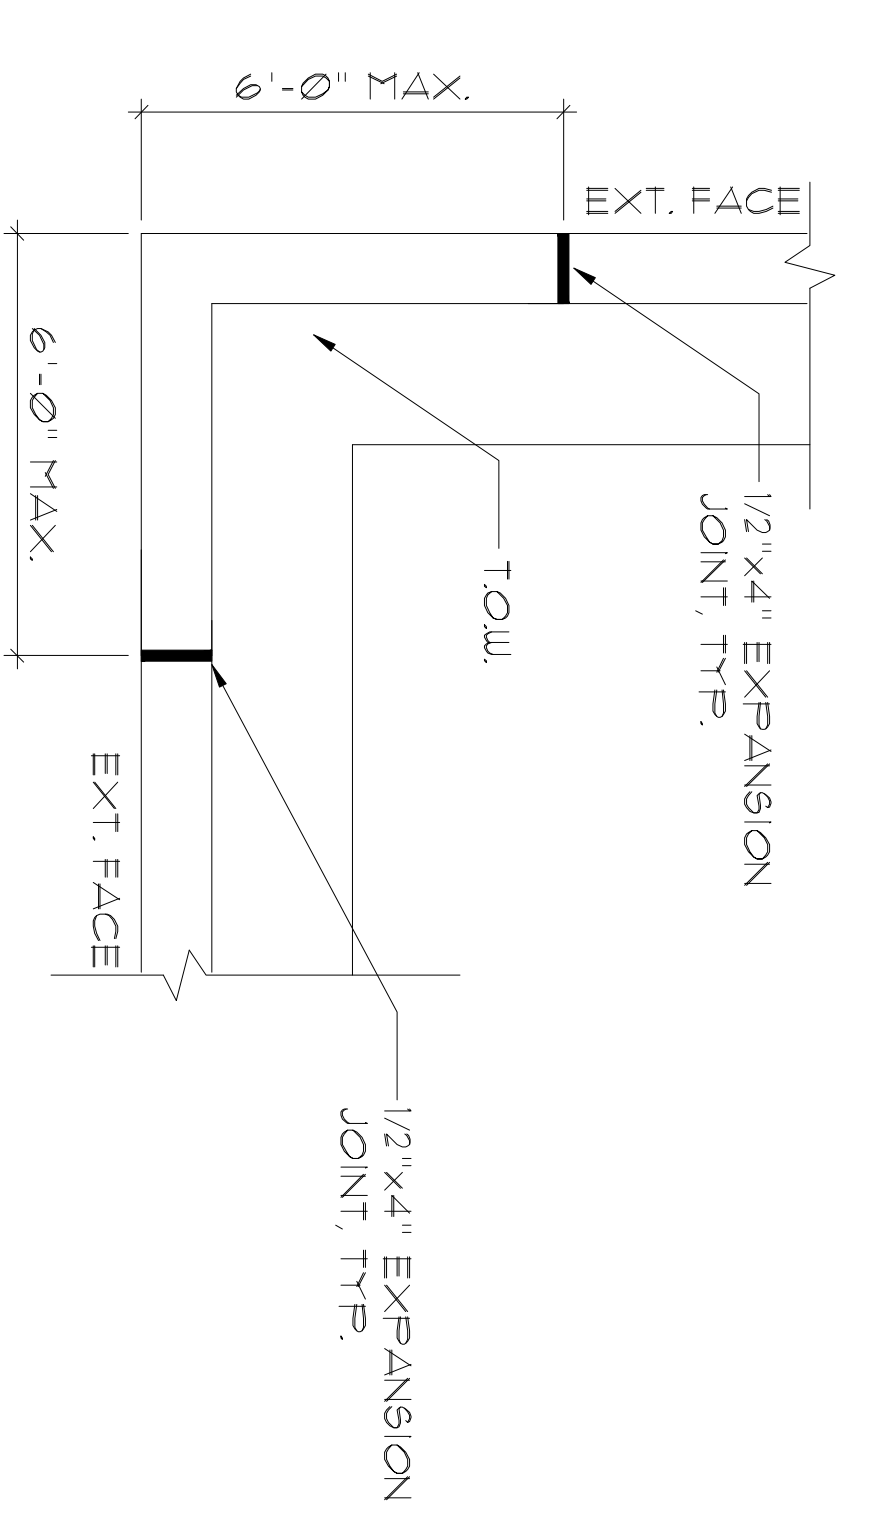 6'-0" MAX.
EXT. FACE
1/2"x4" EXPANSION
JOINT, TYP.
T.O.W.
6'-0" MAX.
EXT. FACE
1/2"x4" EXPANSION
JOINT, TYP.